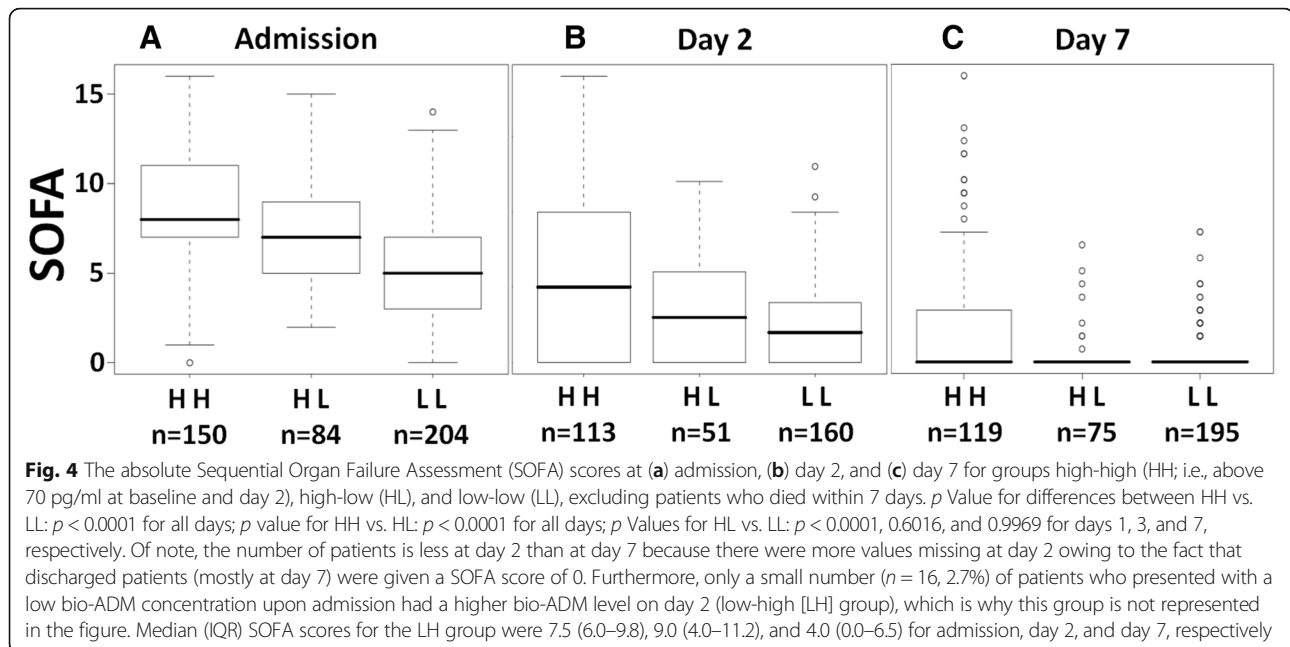 A Admission B Day 2 C Day 7
SOFA
15
10
5
0
H H H L L L H H H L L L H H H L L L
n=150 n=84 n=204 n=113 n=51 n=160 n=119 n=75 n=195
Fig. 4 The absolute Sequential Organ Failure Assessment (SOFA) scores at (a) admission, (b) day 2, and (c) day 7 for groups high-high (HH; i.e., above
70 pg/ml at baseline and day 2), high-low (HL), and low-low (LL), excluding patients who died within 7 days. p Value for differences between HH vs.
LL: p < 0.0001 for all days; p value for HH vs. HL: p < 0.0001 for all days; p Values for HL vs. LL: p < 0.0001, 0.6016, and 0.9969 for days 1, 3, and 7,
respectively. Of note, the number of patients is less at day 2 than at day 7 because there were more values missing at day 2 owing to the fact that
discharged patients (mostly at day 7) were given a SOFA score of 0. Furthermore, only a small number (n = 16, 2.7%) of patients who presented with a
low bio-ADM concentration upon admission had a higher bio-ADM level on day 2 (low-high [LH] group), which is why this group is not represented
in the figure. Median (IQR) SOFA scores for the LH group were 7.5 (6.0–9.8), 9.0 (4.0–11.2), and 4.0 (0.0–6.5) for admission, day 2, and day 7, respectively